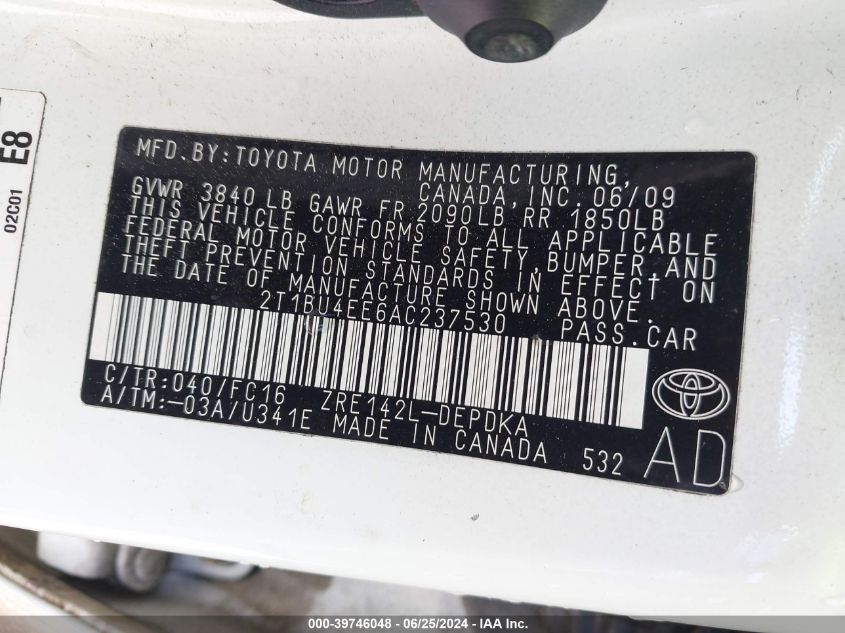 E8
02C01
MFD.BY:TOYOTA MOTOR MANUFACTURING,
CANADA,INC. 06/09
GVWR 3840 LB GAWR FR 2090LB RR 1850LB
THIS VEHICLE CONFORMS TO ALL APPLICABLE
FEDERAL MOTOR VEHICLE SAFETY,BUMPER,AND
THEFT PREVENTION STANDARDS IN EFFECT ON
THE DATE OF MANUFACTURE SHOWN ABOVE.
2T1BU4EE6AC237530 PASS.CAR
C/TR:040/FC16 ZRE142L-DEPDKA
A/TM:-03A/U341E MADE IN CANADA 532
AD
000-39746048 | 06/25/2024 - IAA Inc.